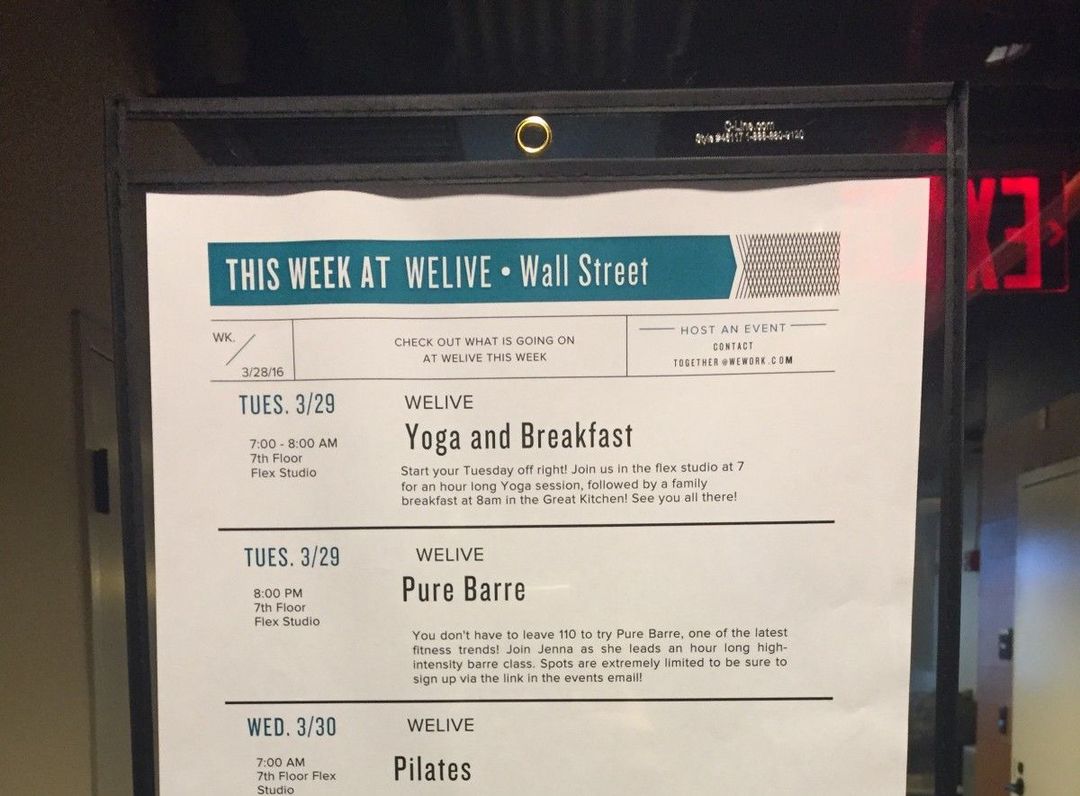 THIS WEEK AT WELIVE • Wall Street
WK.
3/28/16
CHECK OUT WHAT IS GOING ON
AT WELIVE THIS WEEK
HOST AN EVENT
CONTACT
TOGETHER@WEWORK.COM
TUES. 3/29
7:00 - 8:00 AM
7th Floor
Flex Studio
WELIVE
Yoga and Breakfast
Start your Tuesday off right! Join us in the flex studio at 7
for an hour long Yoga session, followed by a family
breakfast at 8am in the Great Kitchen! See you all there!
TUES. 3/29
8:00 PM
7th Floor
Flex Studio
WELIVE
Pure Barre
You don't have to leave 110 to try Pure Barre, one of the latest
fitness trends! Join Jenna as she leads an hour long high-
intensity barre class. Spots are extremely limited to be sure to
sign up via the link in the events email!
WED. 3/30
7:00 AM
7th Floor Flex
Studio
WELIVE
Pilates